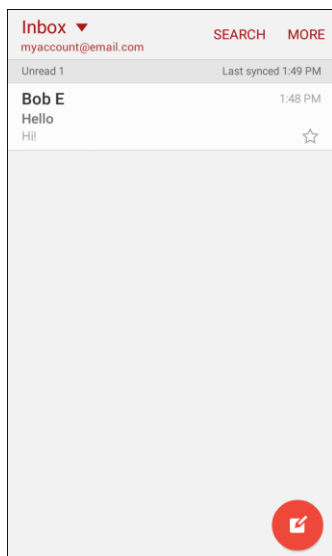 Inbox
SEARCH MORE
myaccount@email.com
Unread 1 Last synced 1:49 PM
Bob E 1:48 PM
Hello
Hi!